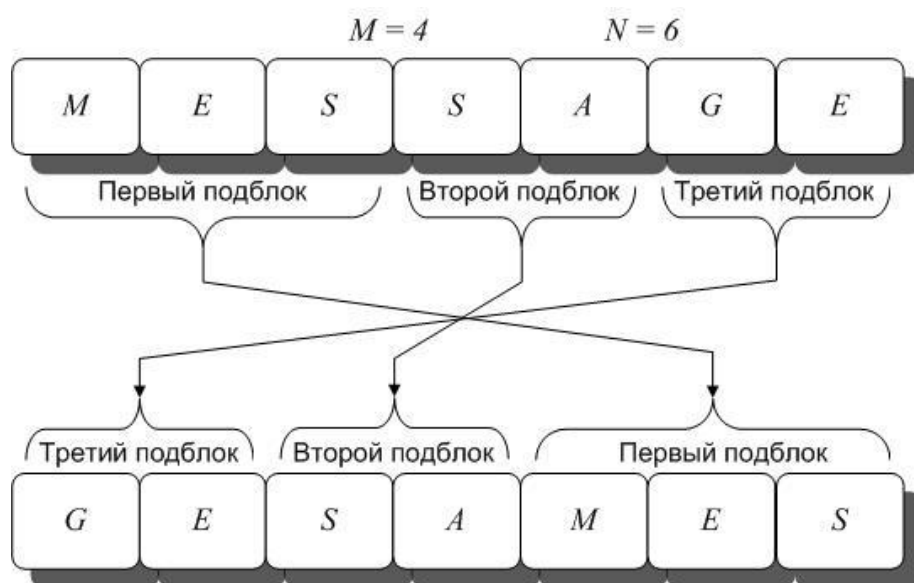 M = 4 N = 6
M E S S A G E
Первый подблок Второй подблок Третий подблок
Третий подблок Второй подблок Первый подблок
G E S A M E S